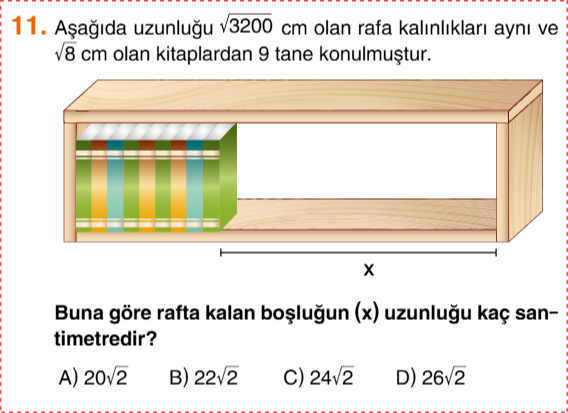 11. Aşağıda uzunluğu √3200 cm olan rafa kalınlıkları aynı ve
√8 cm olan kitaplardan 9 tane konulmuştur.
x
Buna göre rafta kalan boşluğun (x) uzunluğu kaç san-
timetredir?
A) 20√2 B) 22√2 C) 24√2 D) 26√2